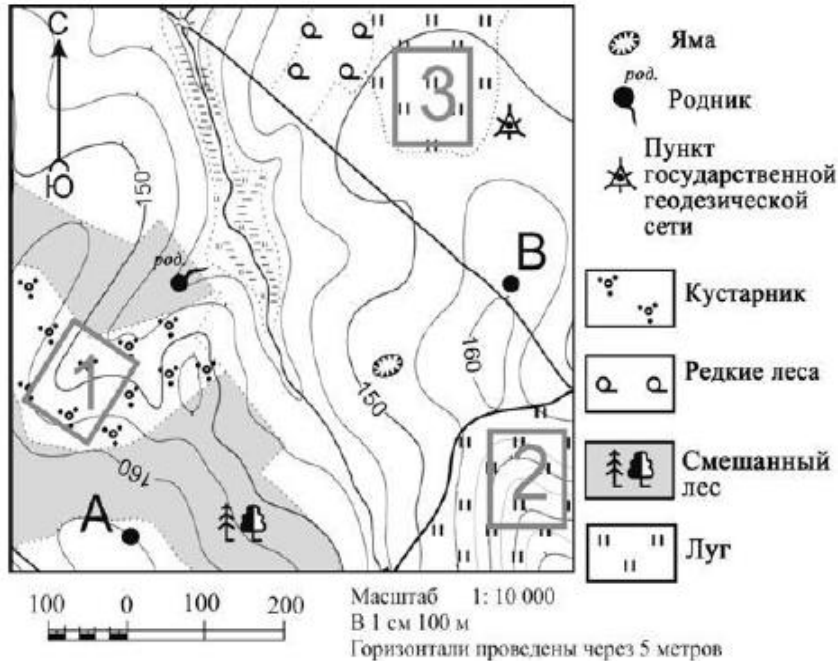 С
Ю
150
род.
1
160
А
3
В
160
150
2
Яма
род.
Родник
Пункт
государственной
геодезической
сети
Кустарник
Редкие леса
Смешанный
лес
Луг
100 0 100 200
Масштаб 1: 10 000
В 1 см 100 м
Горизонтали проведены через 5 метров